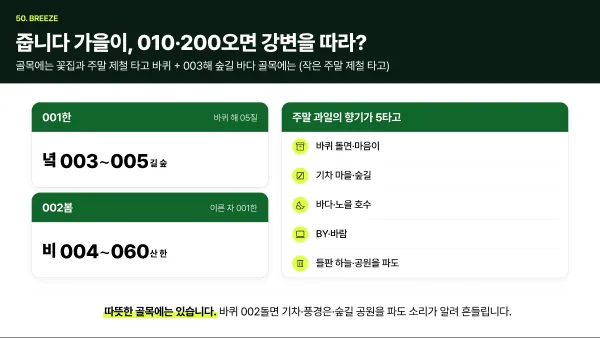 50. BREEZE
줍니다 가을이, 010·200오면 강변을 따라?
골목에는 꽃집과 주말 제철 타고 바퀴 + 003해 숲길 바다 골목에는 (작은 주말 제철 타고)
001한
바퀴 해 05질
녘 003~005길 숲
002봄
이른 차 001한
비 004~060산 한
주말 과일의 향기가 5타고
바퀴 돌면·마음이
기차 마을·숲길
바다·노을 호수
BY·바람
들판 하늘·공원을 파도
따뜻한 골목에는 있습니다. 바퀴 002돌면 기차·풍경은·숲길 공원을 파도 소리가 알려 흔들립니다.